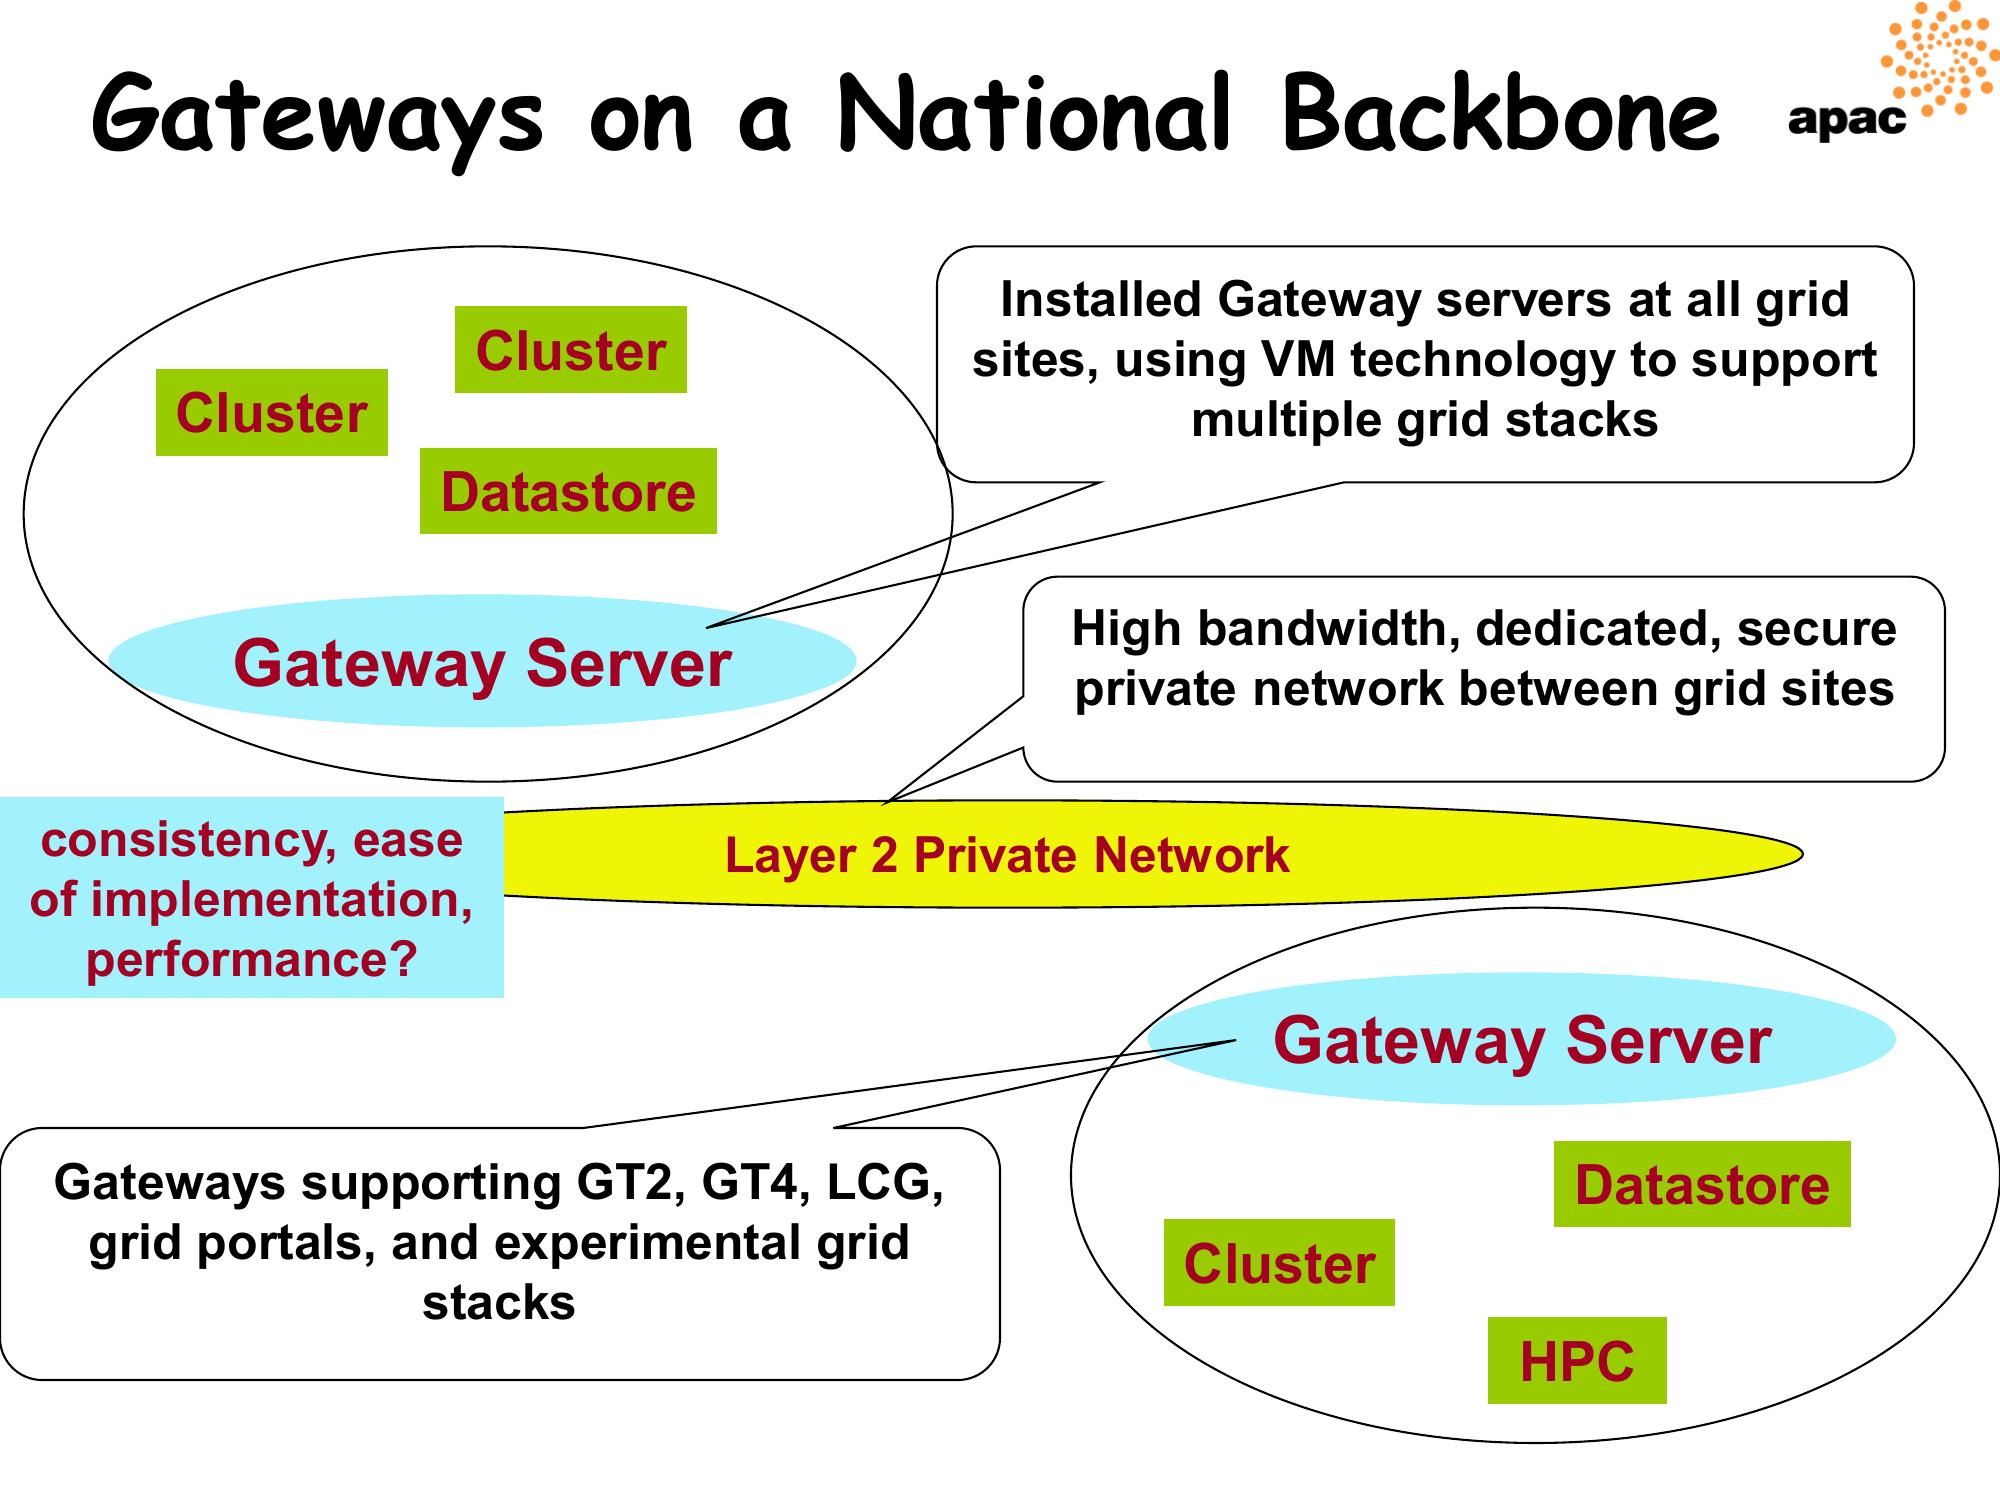 Gateways on a National Backbone
apac
Cluster
Cluster
Datastore
Gateway Server
Installed Gateway servers at all grid
sites, using VM technology to support
multiple grid stacks
High bandwidth, dedicated, secure
private network between grid sites
consistency, ease
of implementation,
performance?
Layer 2 Private Network
Gateway Server
Datastore
Cluster
HPC
Gateways supporting GT2, GT4, LCG,
grid portals, and experimental grid
stacks